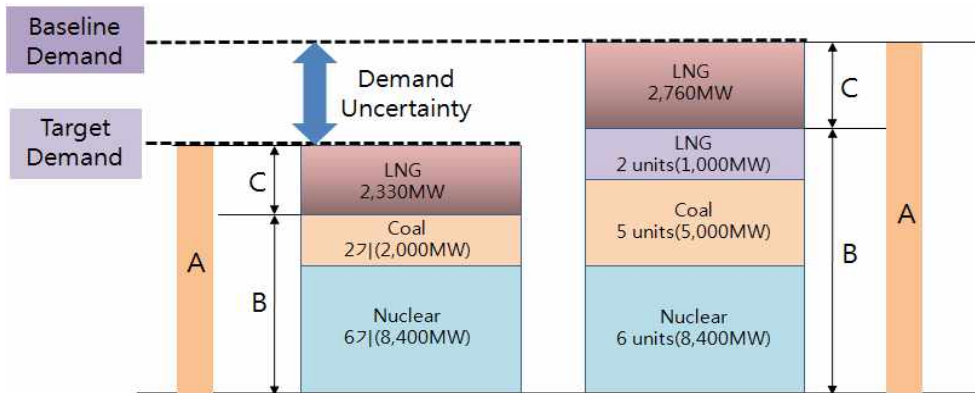 Baseline
Demand
Target
Demand
Demand
Uncertainty
A
B
C
LNG
2,330MW
Coal
2기(2,000MW)
Nuclear
6기(8,400MW)
LNG
2,760MW
LNG
2 units(1,000MW)
Coal
5 units(5,000MW)
Nuclear
6 units(8,400MW)
C
B
A